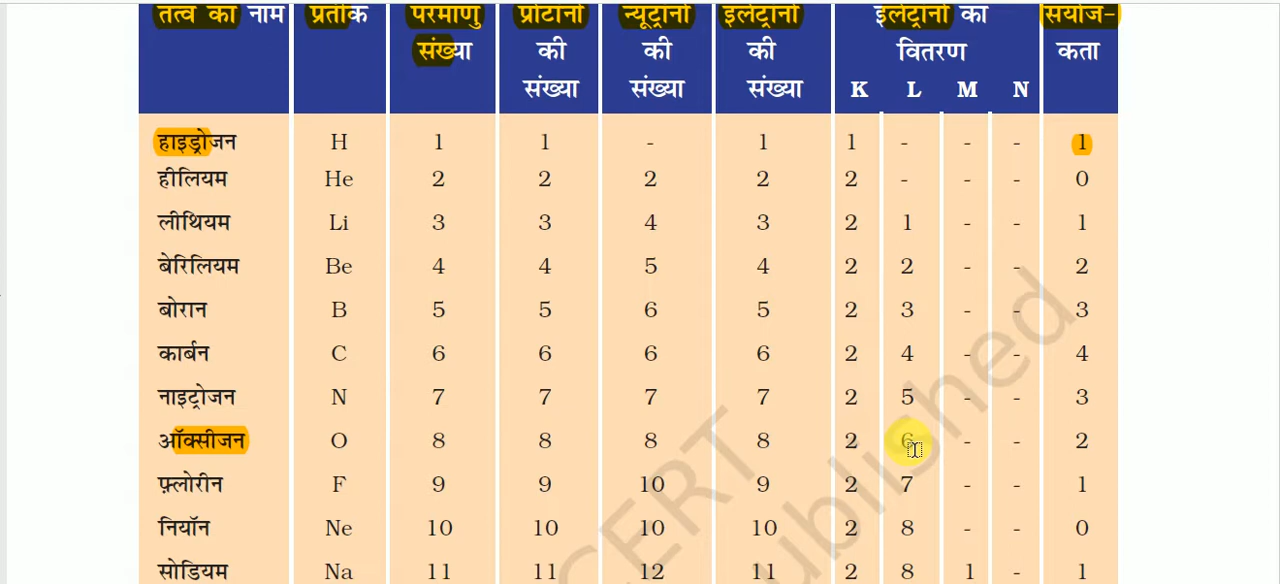 तत्व का नाम प्रतीक परमाणु प्रोटानों न्यूट्रानों इलेट्रानों इलेट्रानों का संयोज-
संख्या की की की वितरण कता
संख्या संख्या संख्या K L M N
हाइड्रोजन H 1 1 - 1 1 - - - 1
हीलियम He 2 2 2 2 2 - - - 0
लीथियम Li 3 3 4 3 2 1 - - 1
बेरिलियम Be 4 4 5 4 2 2 - - 2
बोरान B 5 5 6 5 2 3 - - 3
कार्बन C 6 6 6 6 2 4 - - 4
नाइट्रोजन N 7 7 7 7 2 5 - - 3
ऑक्सीजन O 8 8 8 8 2 6 - - 2
फ़्लोरीन F 9 9 10 9 2 7 - - 1
नियॉन Ne 10 10 10 10 2 8 - - 0
सोडियम Na 11 11 12 11 2 8 1 - 1